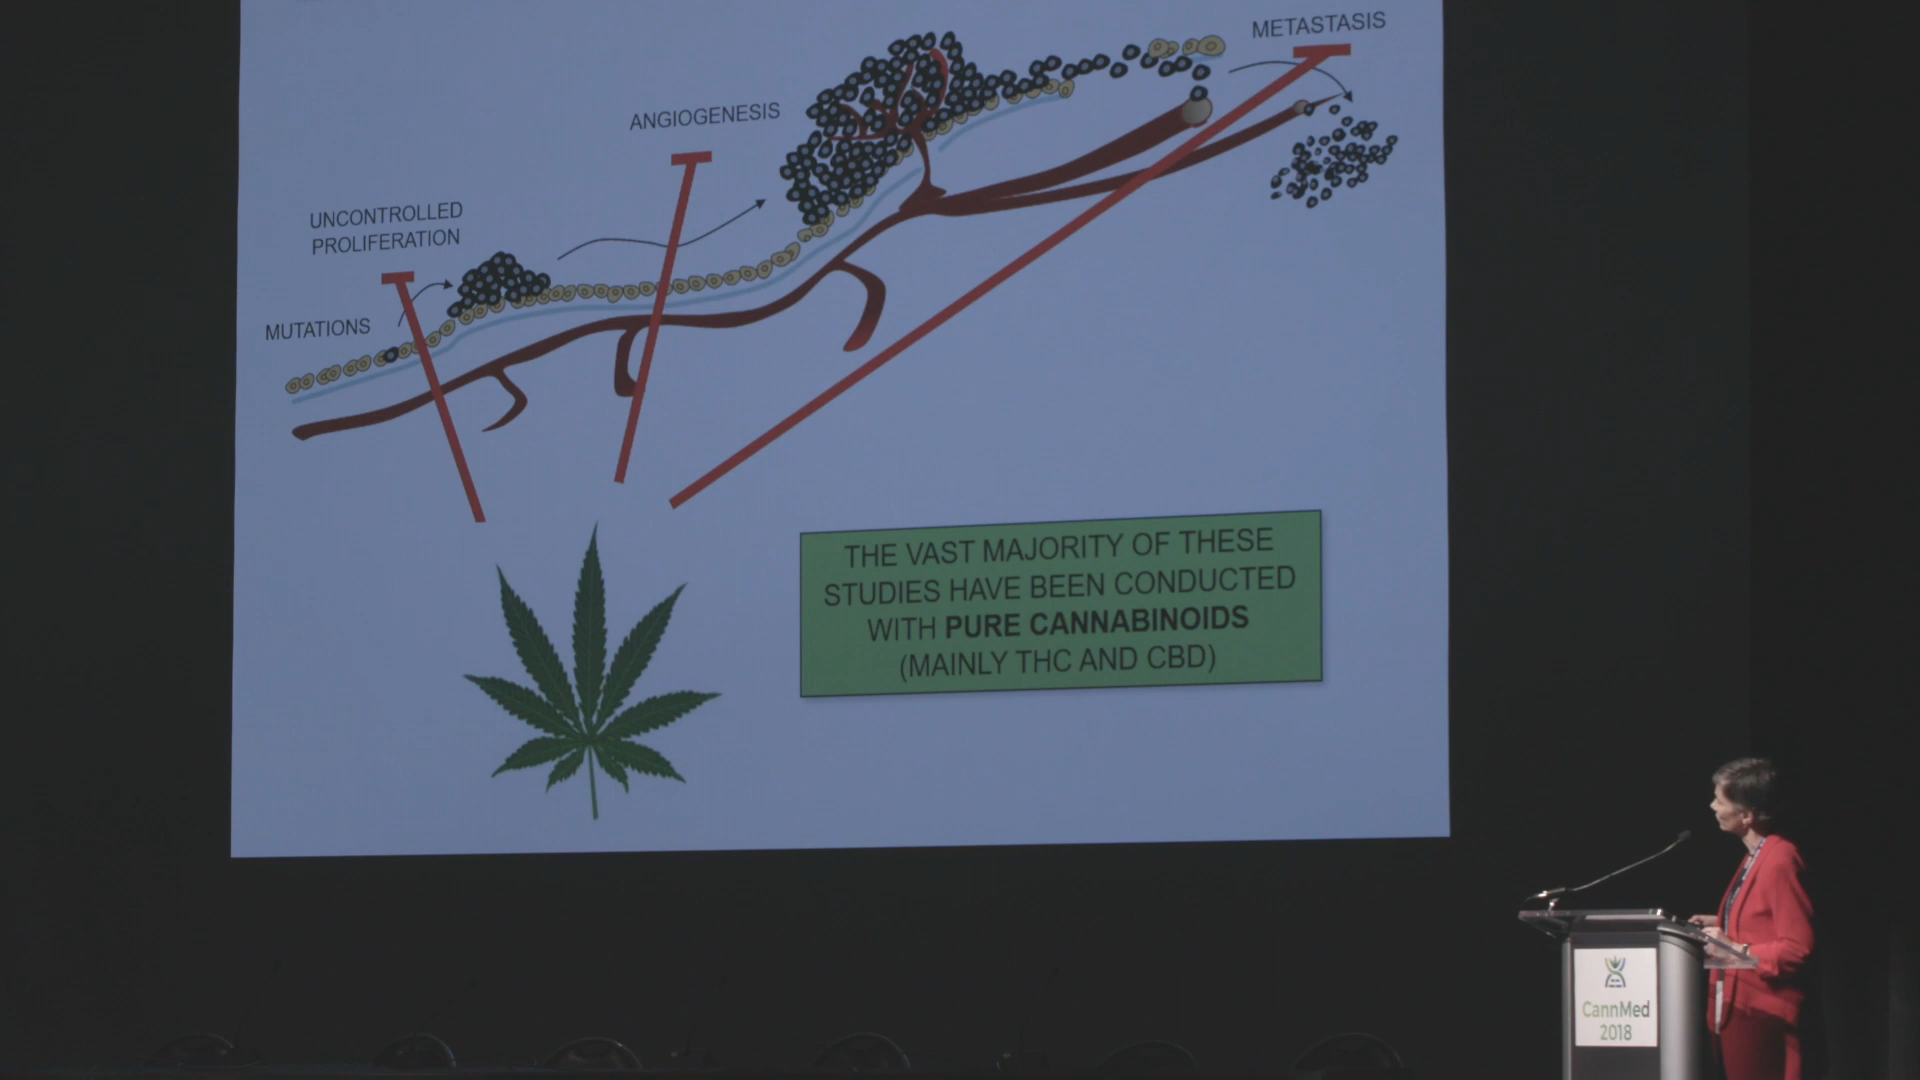 METASTASIS
ANGIOGENESIS
UNCONTROLLED
PROLIFERATION
MUTATIONS
THE VAST MAJORITY OF THESE
STUDIES HAVE BEEN CONDUCTED
WITH PURE CANNABINOIDS
(MAINLY THC AND CBD)
CannMed
2018